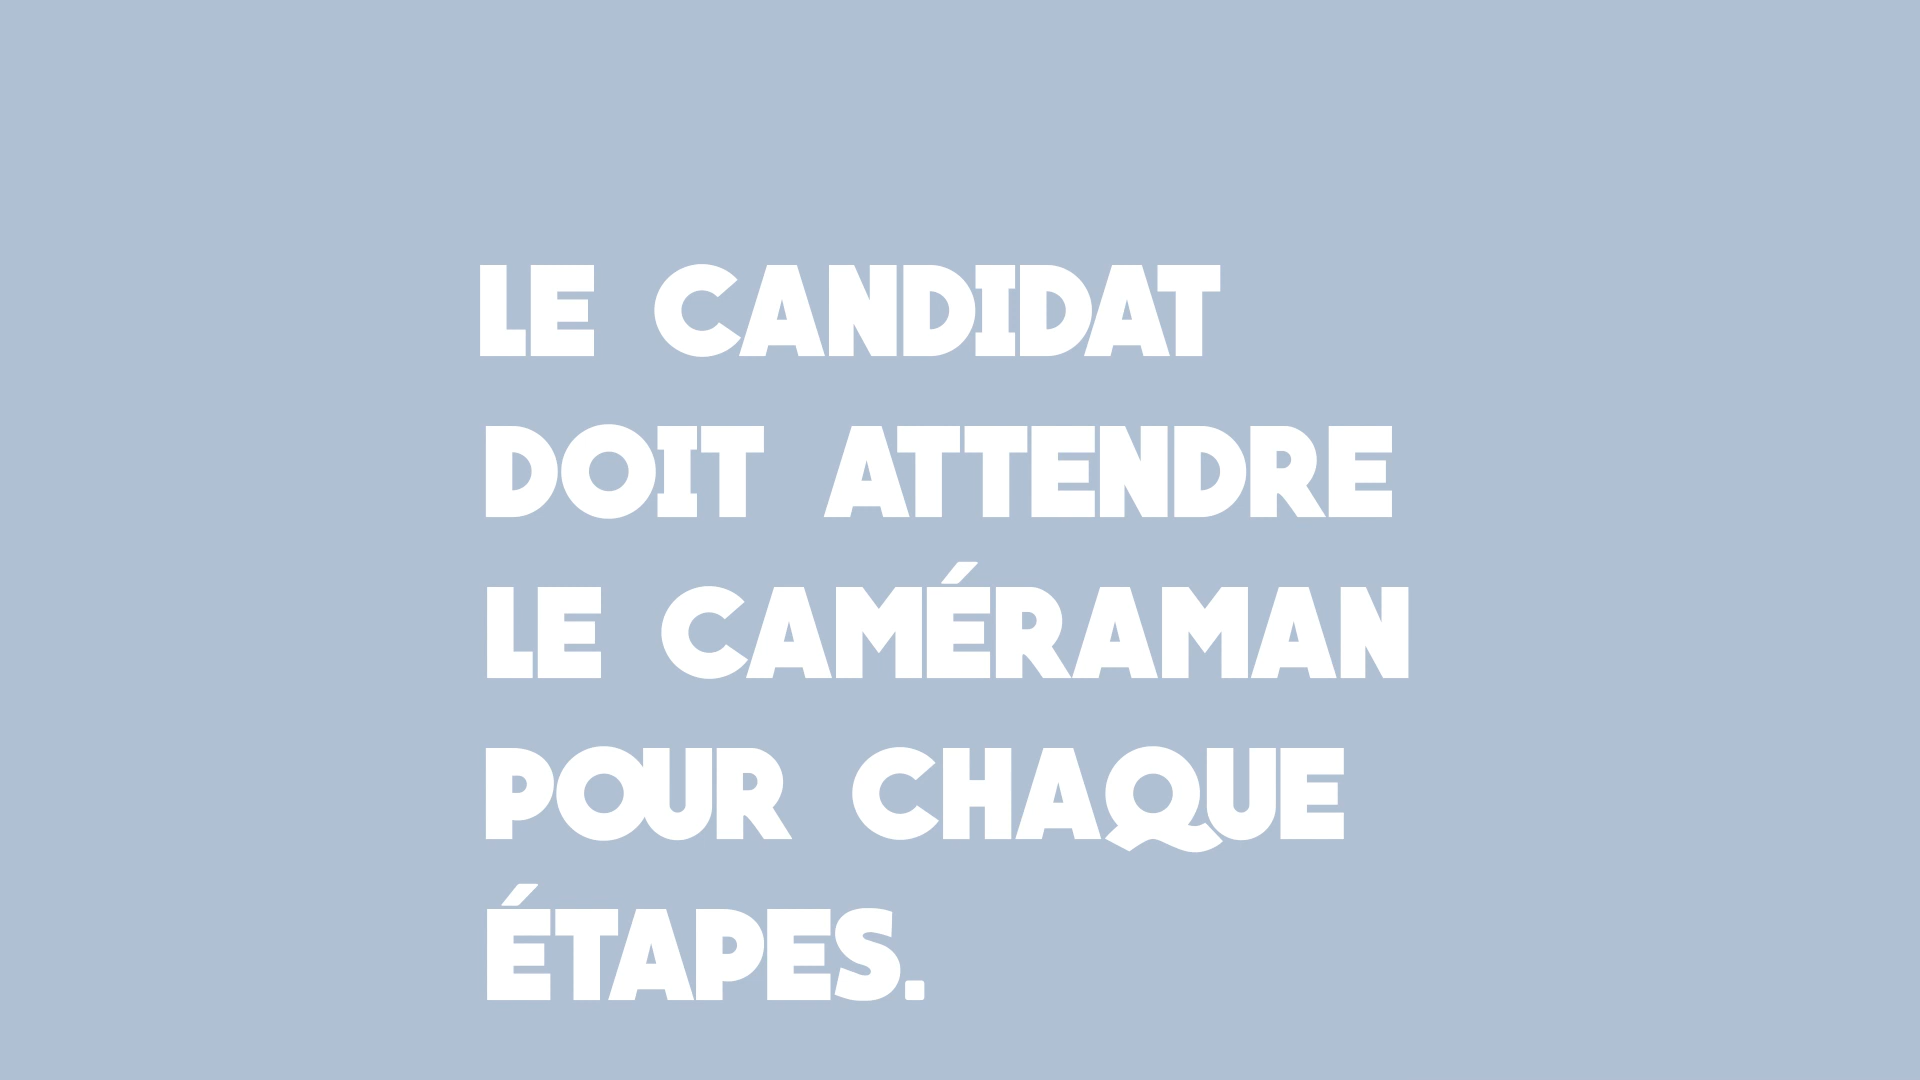 LE CANDIDAT
DOIT ATTENDRE
LE CAMÉRAMAN
POUR CHAQUE
ÉTAPES.